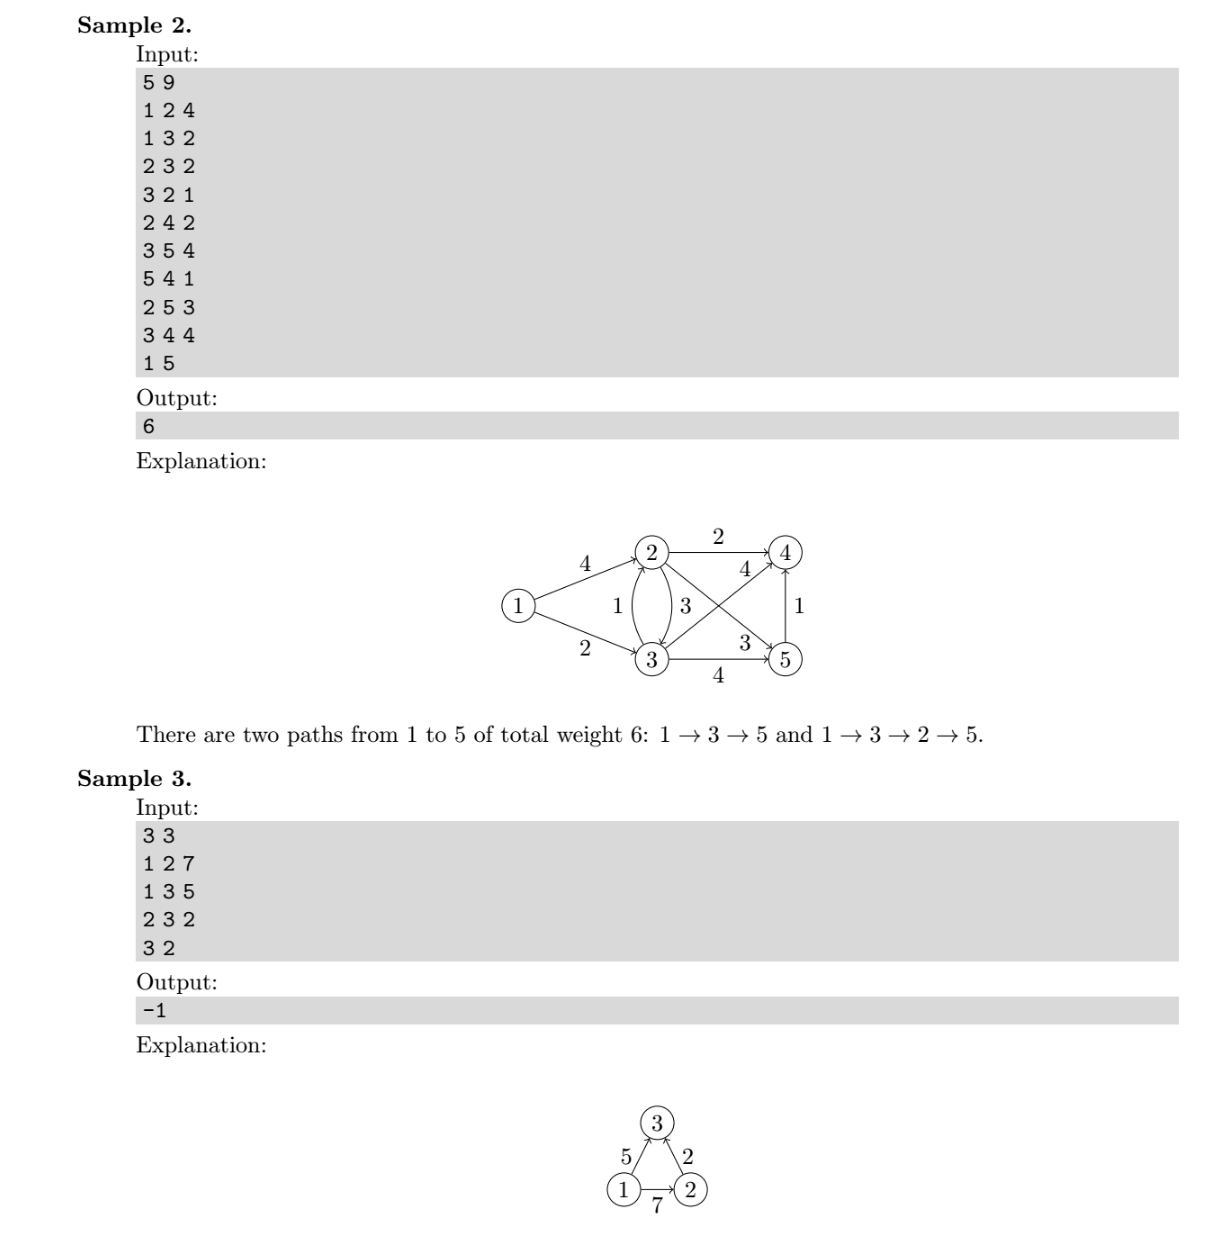 Sample 2.
Input:
5 9
1 2 4
1 3 2
2 3 2
3 2 1
2 4 2
3 5 4
5 4 1
2 5 3
3 4 4
1 5
Output:
6
Explanation:
2
4
2
4
4
1
1
3
1
2
3
3
5
4
There are two paths from 1 to 5 of total weight 6: 1 → 3 → 5 and 1 → 3 → 2 → 5.
Sample 3.
Input:
3 3
1 2 7
1 3 5
2 3 2
3 2
Output:
-1
Explanation:
3
5 2
1 2
7